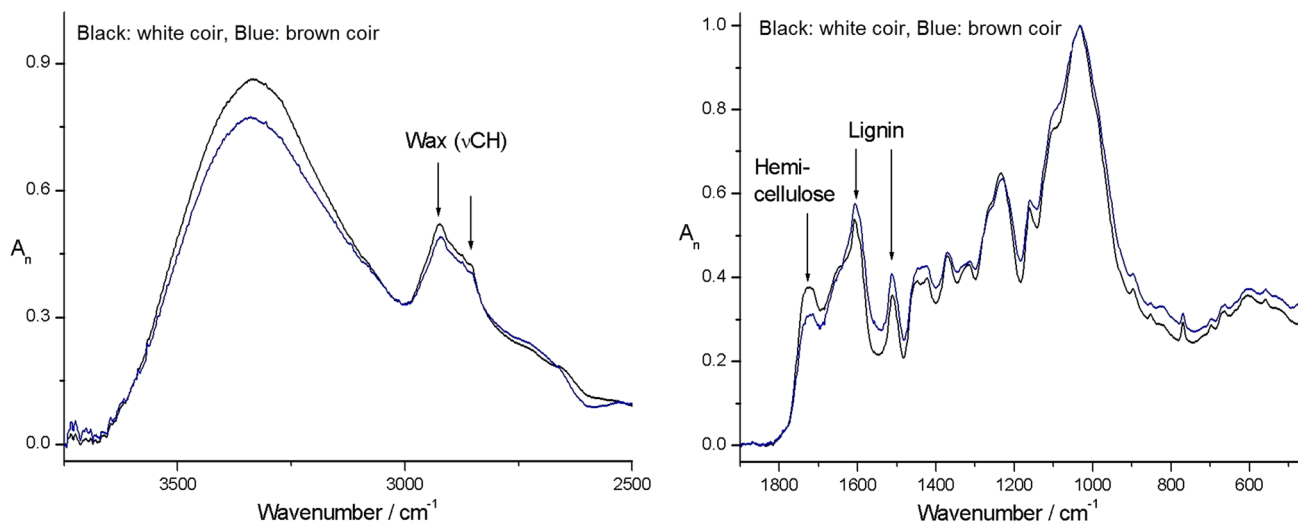 Black: white coir, Blue: brown coir
0.9
Wax (νCH)
0.6
Aₙ
0.3
0.0
3500
3000
2500
Wavenumber / cm⁻¹
1.0
Black: white coir, Blue: brown coir
0.8
Lignin
Hemi-
cellulose
0.6
Aₙ
0.4
0.2
0.0
1800 1600 1400 1200 1000 800 600
Wavenumber / cm⁻¹